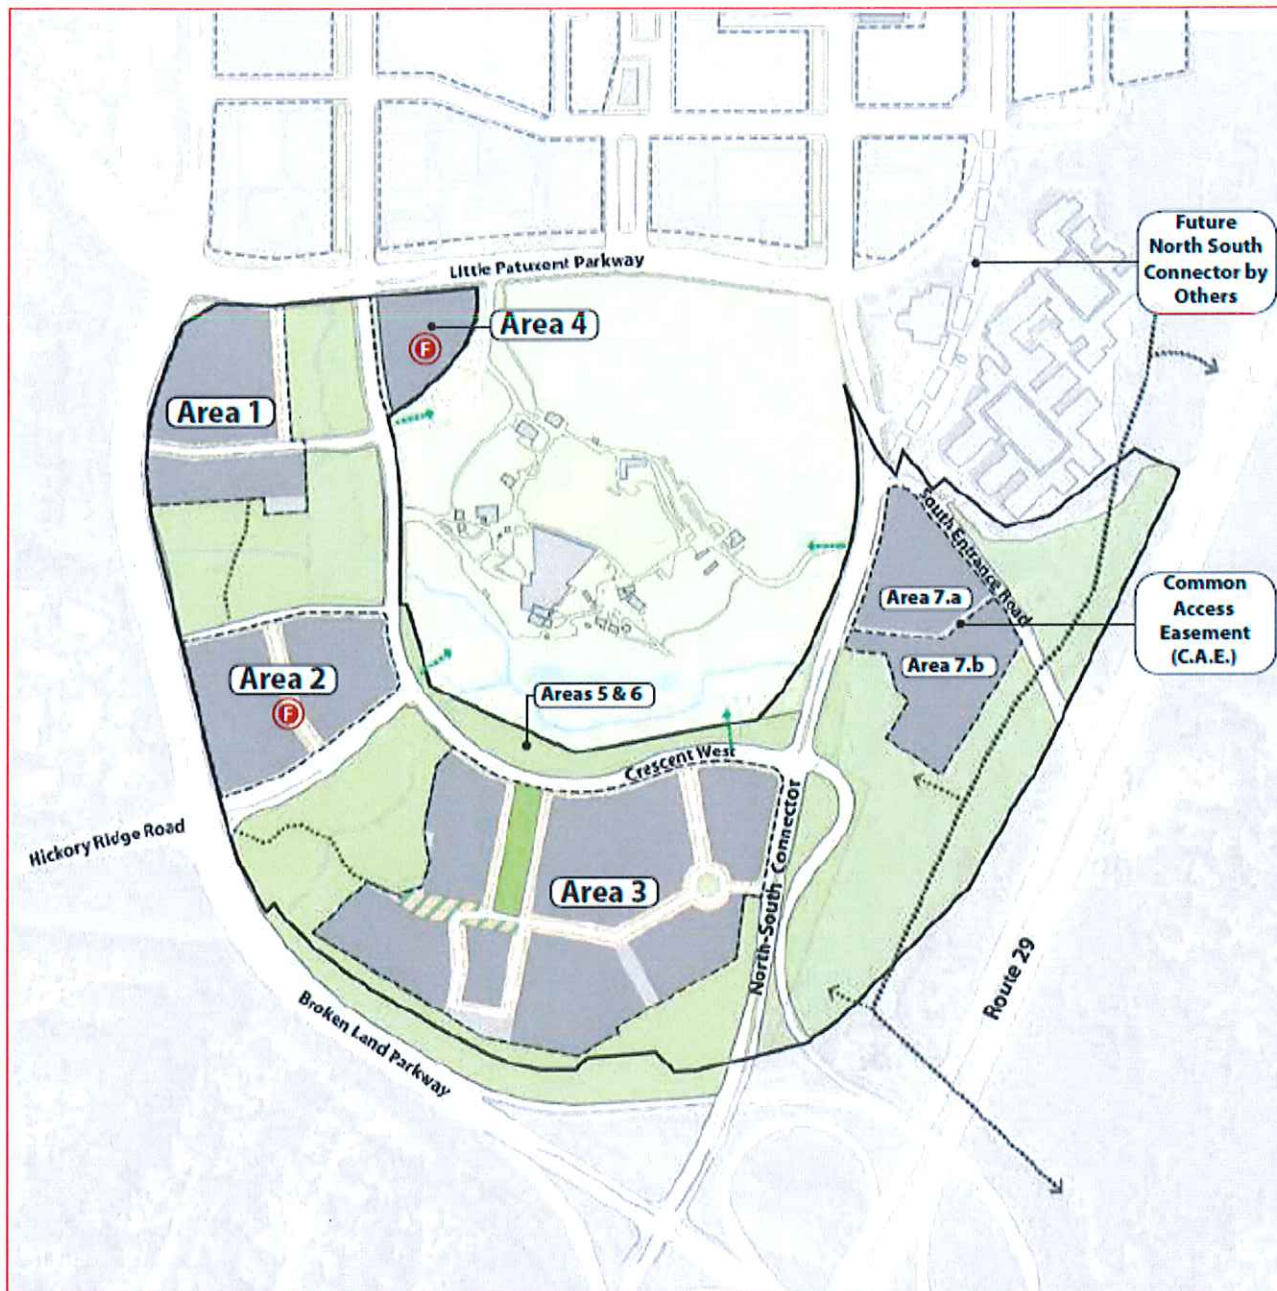 Future
North South
Connector by
Others
Little Patuxent Parkway
Area 4
F
Area 1
South Entrance Road
Area 7.a
Common
Access
Easement
(C.A.E.)
Area 7.b
Area 2
F
Areas 5 & 6
Crescent West
Hickory Ridge Road
Area 3
North-South Connector
Route 29
Broken Land Parkway